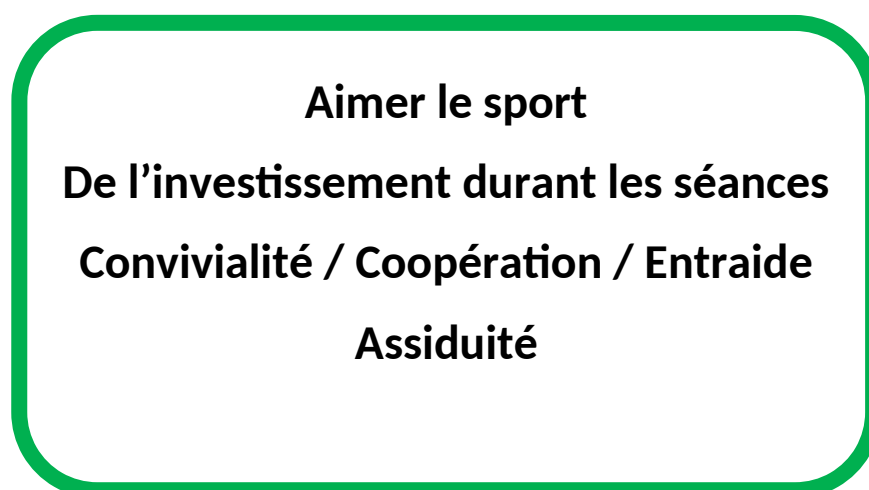 Aimer le sport
De l’investissement durant les séances
Convivialité / Coopération / Entraide
Assiduité